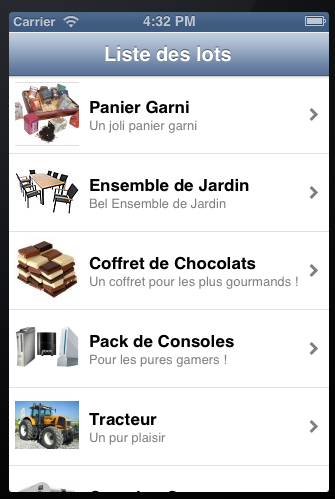 Carrier 4:32 PM
Liste des lots
Panier Garni
Un joli panier garni
Ensemble de Jardin
Bel Ensemble de Jardin
Coffret de Chocolats
Un coffret pour les plus gourmands !
Pack de Consoles
Pour les pures gamers !
Tracteur
Un pur plaisir